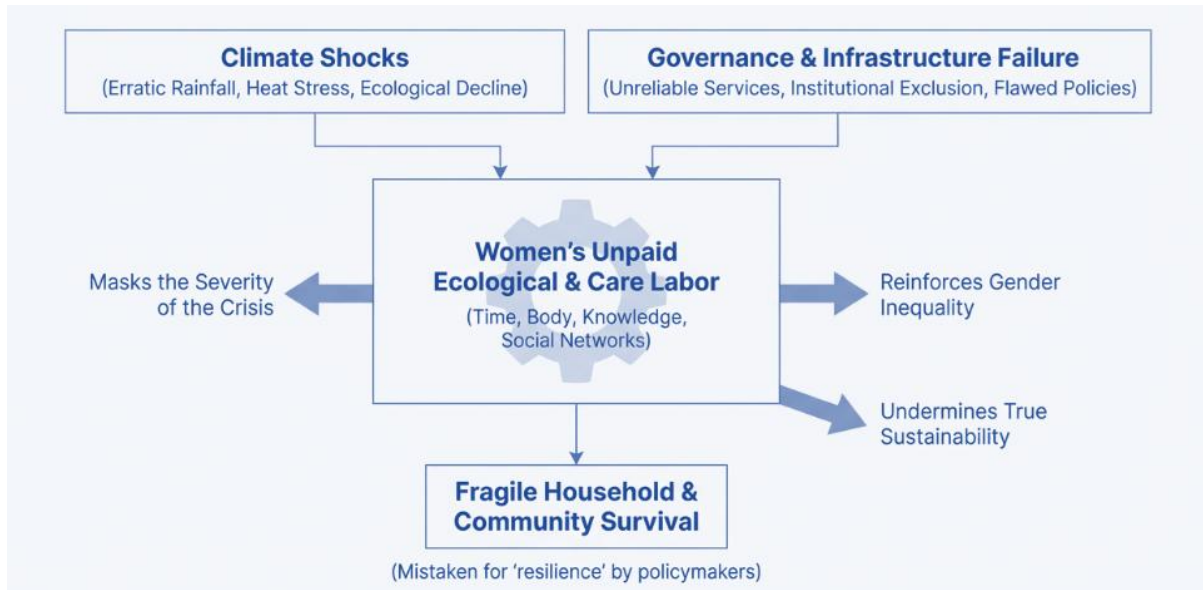 Climate Shocks
(Erratic Rainfall, Heat Stress, Ecological Decline)
Governance & Infrastructure Failure
(Unreliable Services, Institutional Exclusion, Flawed Policies)
Women’s Unpaid
Ecological & Care Labor
(Time, Body, Knowledge,
Social Networks)
Masks the Severity
of the Crisis
Reinforces Gender
Inequality
Undermines True
Sustainability
Fragile Household &
Community Survival
(Mistaken for ‘resilience’ by policymakers)